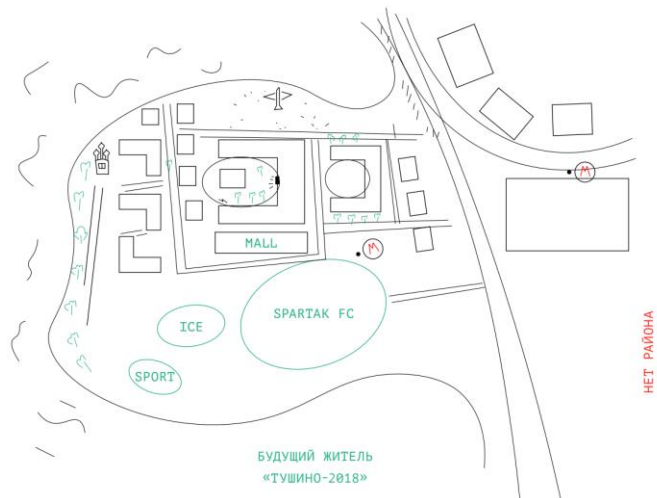 M
MALL
M
SPARTAK FC
ICE
SPORT
НЕТ РАЙОНА
БУДУЩИЙ ЖИТЕЛЬ
«ТУШИНО-2018»